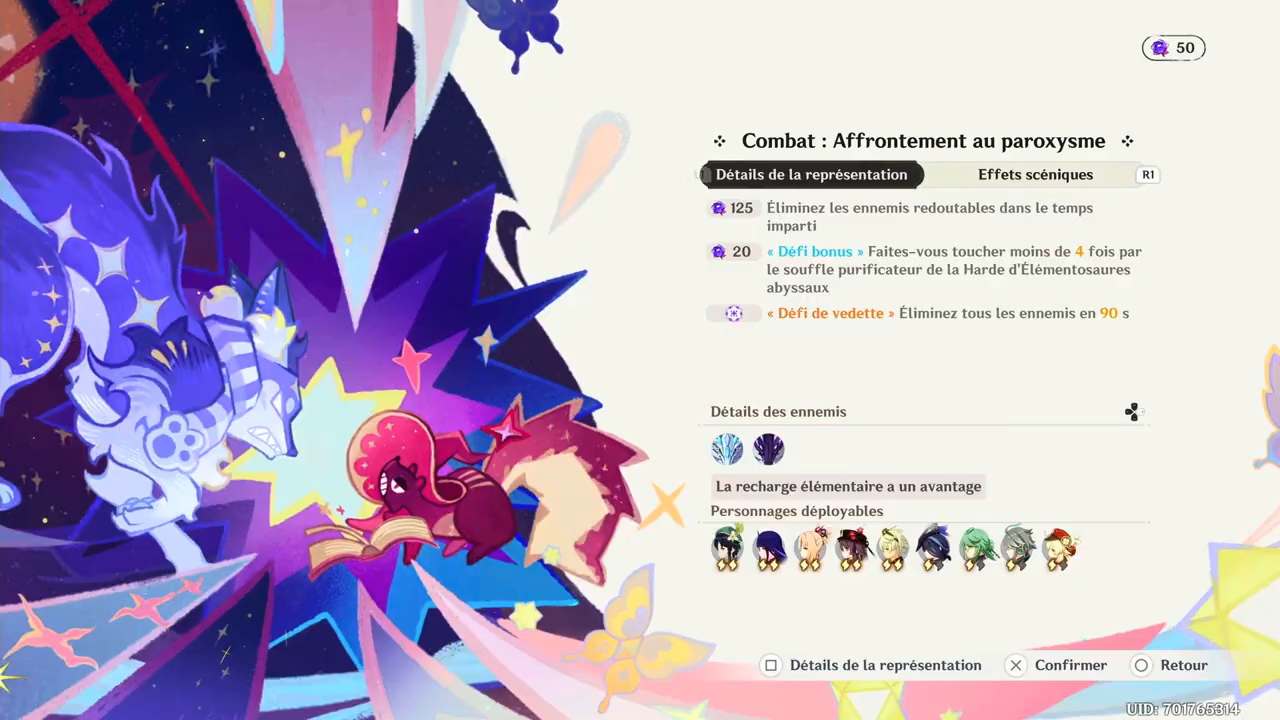 50
Combat : Affrontement au paroxysme
Détails de la représentation
Effets scéniques
R1
125 Éliminez les ennemis redoutables dans le temps
imparti
20 « Défi bonus » Faites-vous toucher moins de 4 fois par
le souffle purificateur de la Harde d'Élémentosaures
abyssaux
« Défi de vedette » Éliminez tous les ennemis en 90 s
Détails des ennemis
La recharge élémentaire a un avantage
Personnages déployables
Détails de la représentation
Confirmer
Retour
UID: 701765314